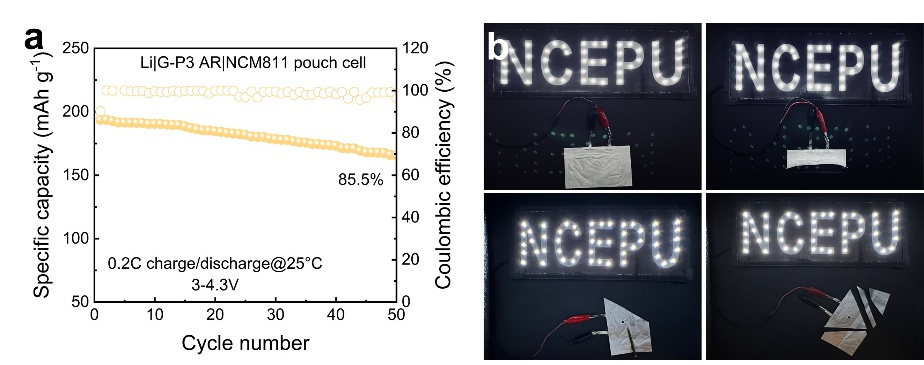 a
Li|G-P3 AR|NCM811 pouch cell
85.5%
0.2C charge/discharge@25°C
3-4.3V
Specific capacity (mAh g⁻¹)
250
200
150
100
50
Coulombic efficiency (%)
120
100
80
60
40
20
0
0 10 20 30 40 50
Cycle number
b
NCEPU
NCEPU
NCEPU
NCEPU